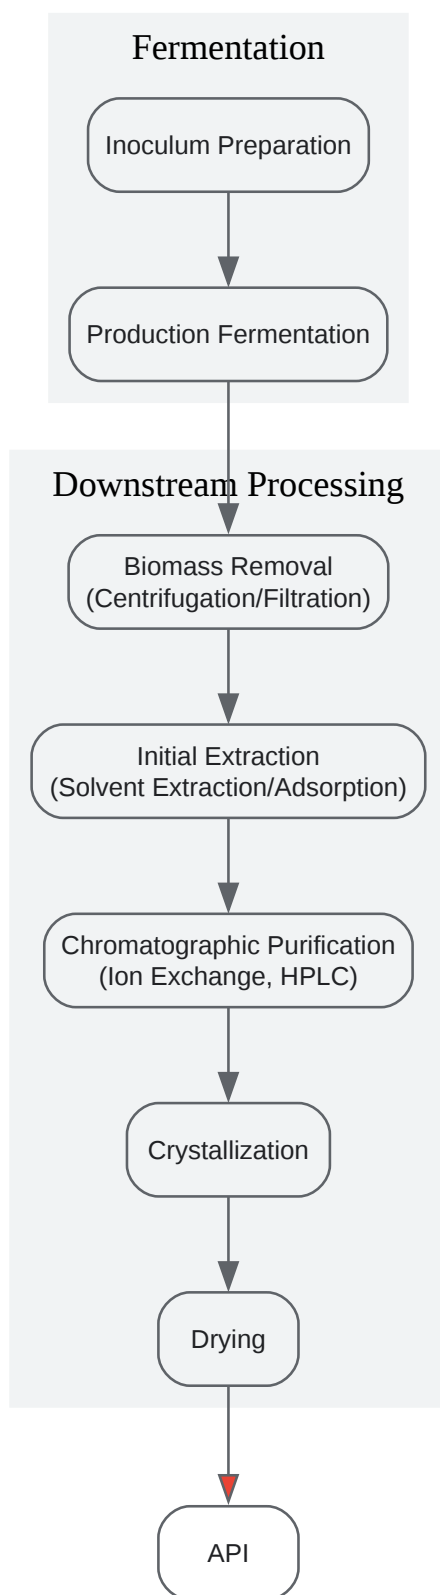 Fermentation
Inoculum Preparation
Production Fermentation
Downstream Processing
Biomass Removal
(Centrifugation/Filtration)
Initial Extraction
(Solvent Extraction/Adsorption)
Chromatographic Purification
(Ion Exchange, HPLC)
Crystallization
Drying
API